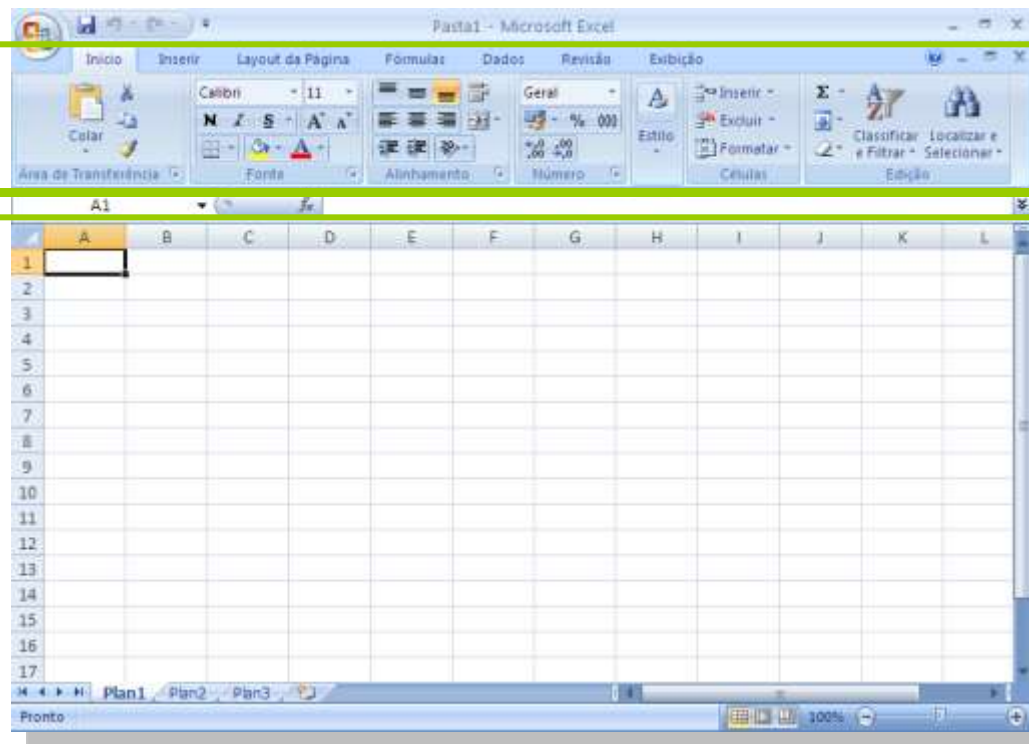 Pasta1 - Microsoft Excel
Início Inserir Layout da Página Fórmulas Dados Revisão Exibição
Calibri 11 Geral Inserir Σ
Colar N I S A A % 000 Estilo Excluir Classificar e Filtrar Localizar e Selecionar
A Formatar
Área de Transferência Fonte Alinhamento Número Células Edição
A1 fx
A B C D E F G H I J K L
1
2
3
4
5
6
7
8
9
10
11
12
13
14
15
16
17
Plan1 Plan2 Plan3
Pronto 100%